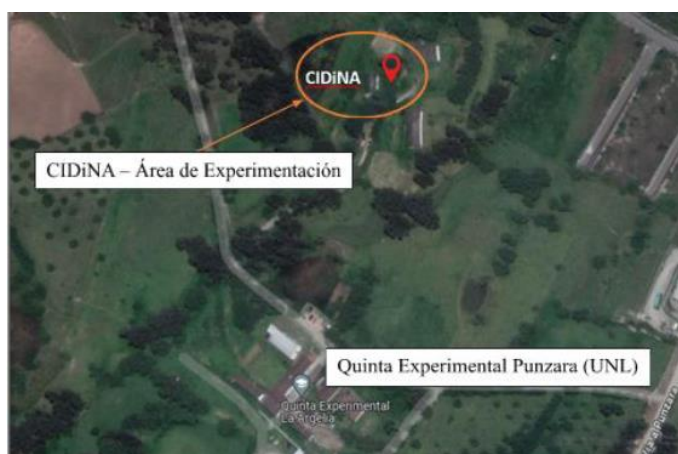 CIDiNA
CIDiNA – Área de Experimentación
Quinta Experimental Punzara (UNL)
Quinta Experimental
La Argelia